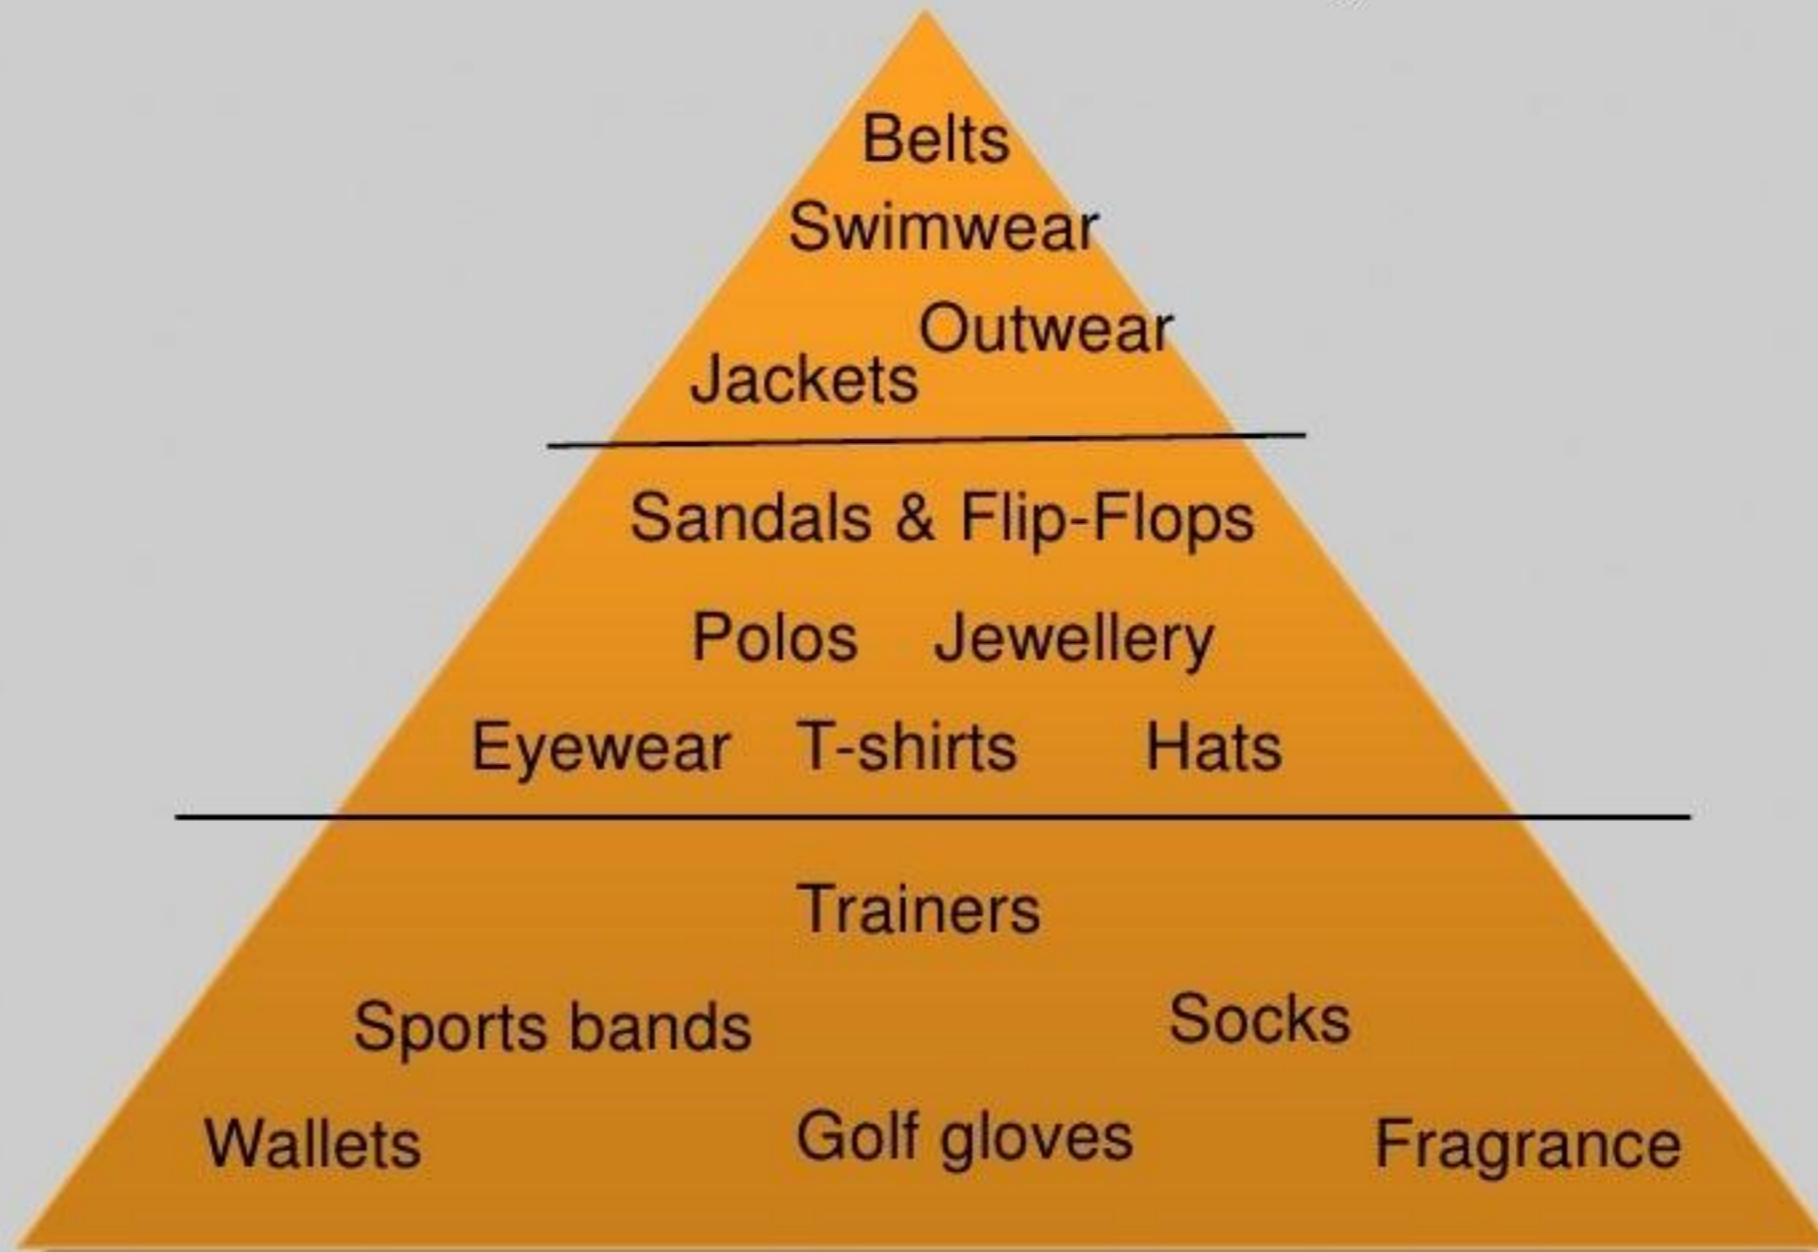 Belts
Swimwear
Outwear
Jackets
Sandals & Flip-Flops
Polos Jewellery
Eyewear T-shirts Hats
Trainers
Sports bands Socks
Wallets Golf gloves Fragrance